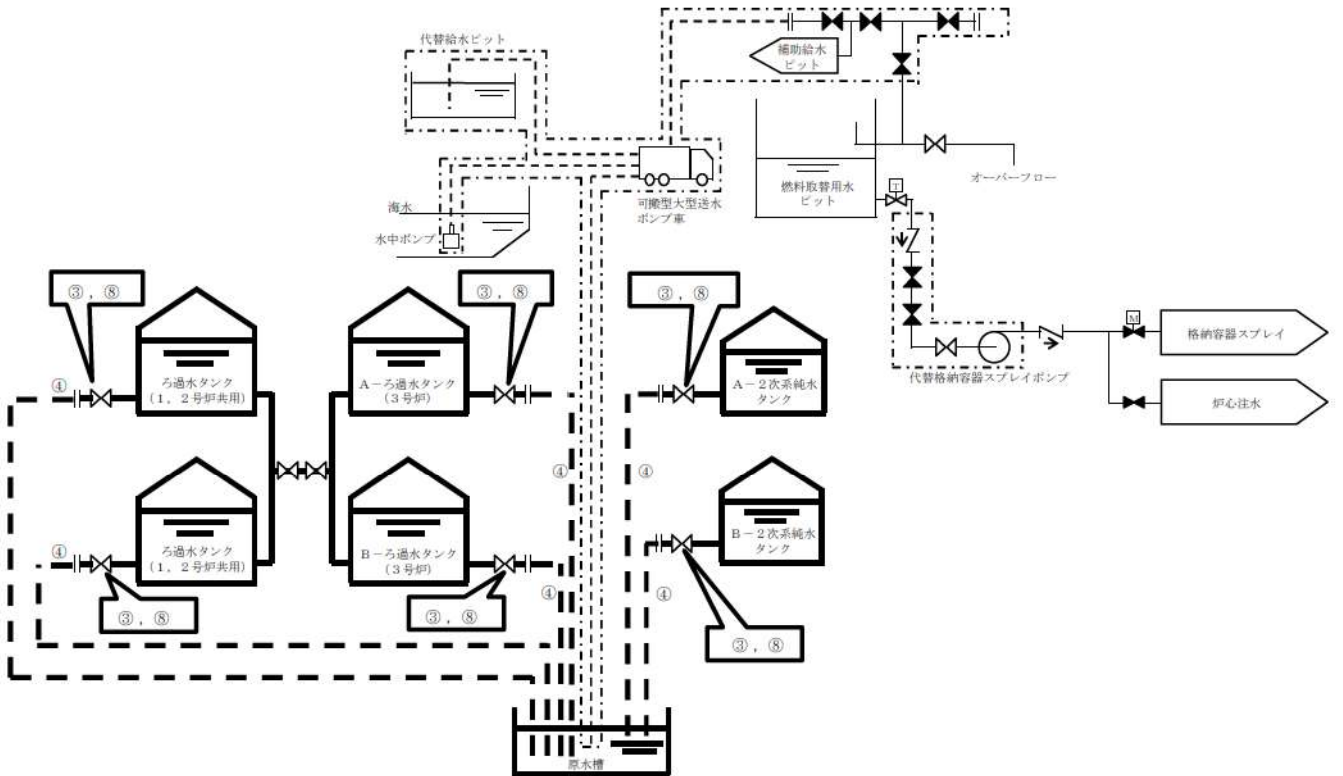 代替給水ピット
補助給水
ピット
オーバーフロー
燃料取替用水
ピット
T
可搬型大型送水
ポンプ車
海水
水中ポンプ
③，⑧
③，⑧
③，⑧
M
格納容器スプレイ
代替格納容器スプレイポンプ
炉心注水
④
ろ過水タンク
(1，2号炉共用)
A－ろ過水タンク
(3号炉)
A－2次系純水
タンク
④
④
④
ろ過水タンク
(1，2号炉共用)
B－ろ過水タンク
(3号炉)
B－2次系純水
タンク
④
④
③，⑧
③，⑧
③，⑧
原水槽